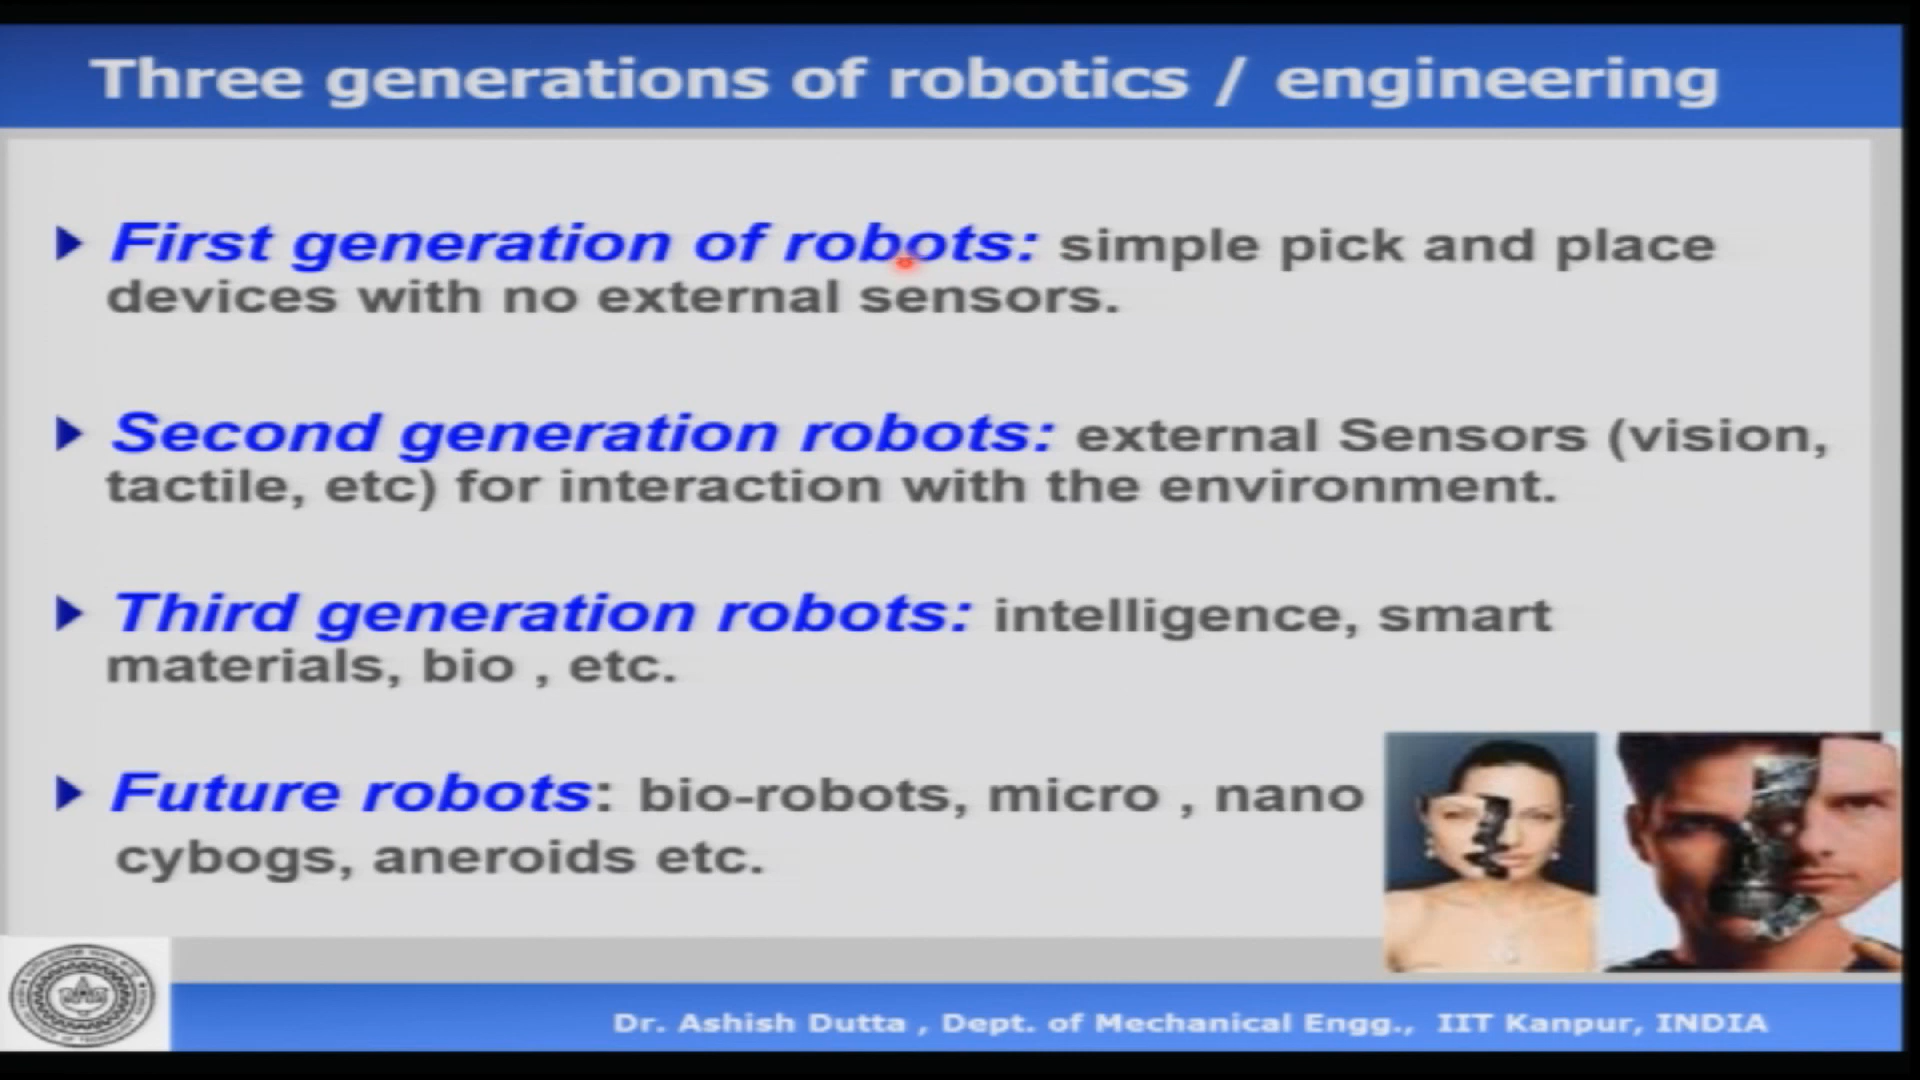 Three generations of robotics / engineering
First generation of robots: simple pick and place
devices with no external sensors.
Second generation robots: external Sensors (vision,
tactile, etc) for interaction with the environment.
Third generation robots: intelligence, smart
materials, bio , etc.
Future robots: bio-robots, micro , nano
cybogs, aneroids etc.
Dr. Ashish Dutta , Dept. of Mechanical Engg., IIT Kanpur, INDIA